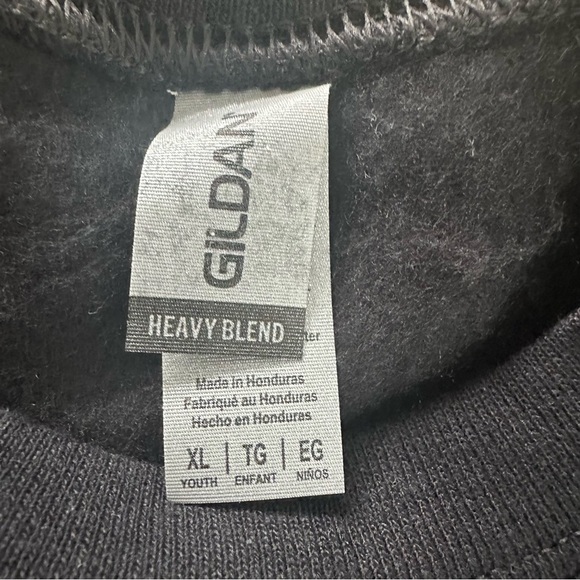 GILDAN
HEAVY BLEND
Made in Honduras
Fabriqué au Honduras
Hecho en Honduras
XL | TG | EG
YOUTH ENFANT NIÑOS